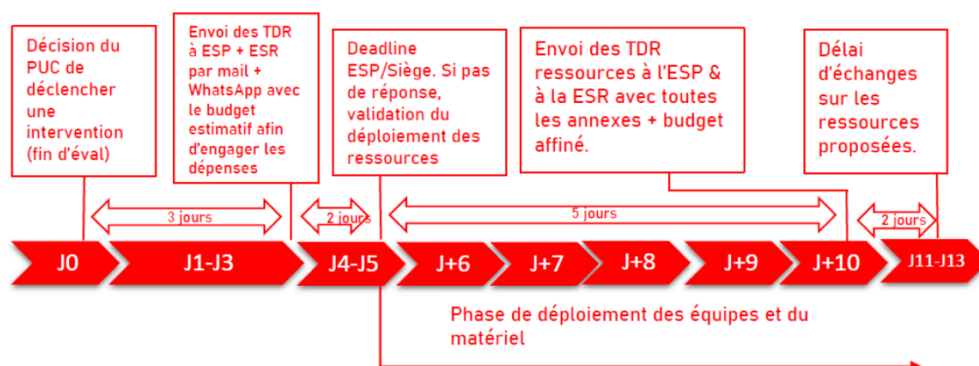 Décision du
PUC de
déclencher
une
intervention
(fin d'éval)
Envoi des TDR
à ESP + ESR
par mail +
WhatsApp avec
le budget
estimatif afin
d'engager les
dépenses
Deadline
ESP/Siège. Si pas
de réponse,
validation du
déploiement des
ressources
Envoi des TDR
ressources à l'ESP &
à la ESR avec toutes
les annexes + budget
affiné.
Délai
d'échanges
sur les
ressources
proposées.
3 jours
2 jours
5 jours
2 jours
J0
J1-J3
J4-J5
J+6
J+7
J+8
J+9
J+10
J11-J13
Phase de déploiement des équipes et du
matériel